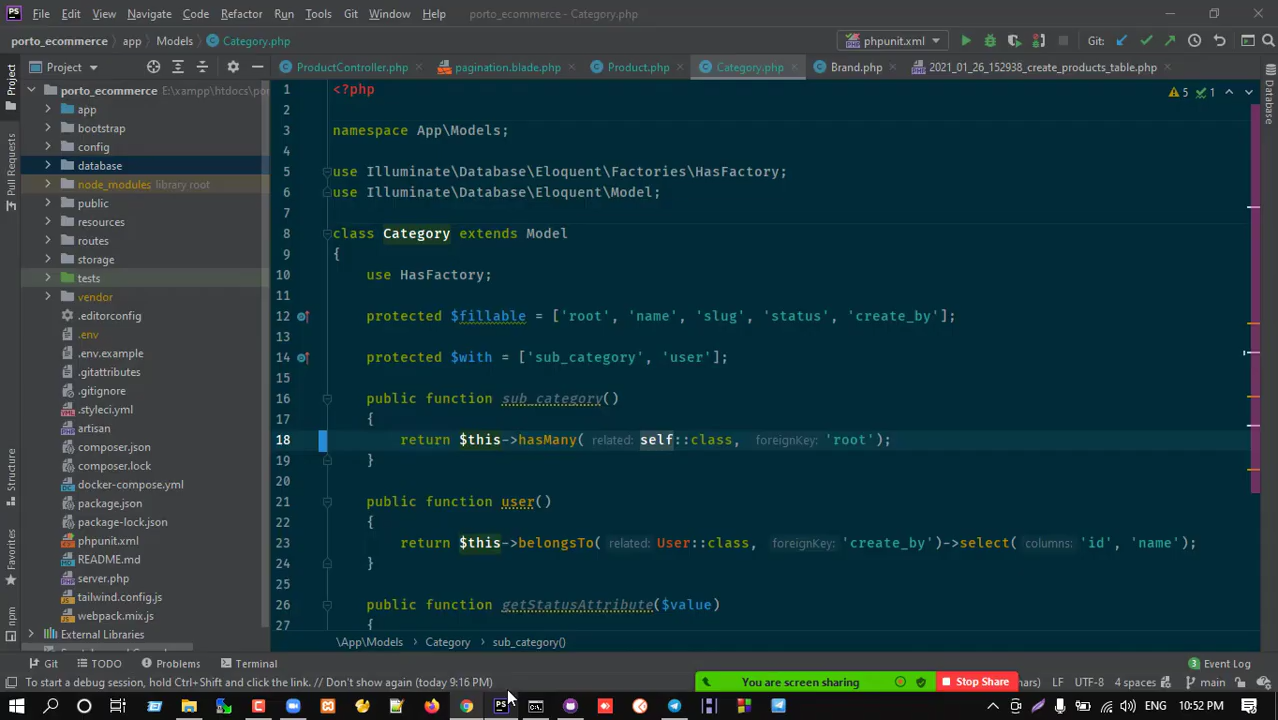 File Edit View Navigate Code Refactor Run Tools Git Window Help porto_ecommerce - Category.php
porto_ecommerce app Models Category.php phpunit.xml Git:
Project ProductController.php pagination.blade.php Product.php Category.php Brand.php 2021_01_26_152938_create_products_table.php
Project
Pull Requests
Structure
Favorites
npm
Database
porto_ecommerce E:\xampp\htdocs\po
app
bootstrap
config
database
node_modules library root
public
resources
routes
storage
tests
vendor
.editorconfig
.env
.env.example
.gitattributes
.gitignore
.styleci.yml
artisan
composer.json
composer.lock
docker-compose.yml
package.json
package-lock.json
phpunit.xml
README.md
server.php
tailwind.config.js
webpack.mix.js
External Libraries
5 1
1 <?php
2
3 namespace App\Models;
4
5 use Illuminate\Database\Eloquent\Factories\HasFactory;
6 use Illuminate\Database\Eloquent\Model;
7
8 class Category extends Model
9 {
10 use HasFactory;
11
12 protected $fillable = ['root', 'name', 'slug', 'status', 'create_by'];
13
14 protected $with = ['sub_category', 'user'];
15
16 public function sub_category()
17 {
18 return $this->hasMany( related: self::class, foreignKey: 'root');
19 }
20
21 public function user()
22 {
23 return $this->belongsTo( related: User::class, foreignKey: 'create_by')->select( columns: 'id', 'name');
24 }
25
26 public function getStatusAttribute($value)
27 {
\App\Models Category sub_category()
Git TODO Problems Terminal Event Log
To start a debug session, hold Ctrl+Shift and click the link. // Don't show again (today 9:16 PM) You are screen sharing Stop Share LF UTF-8 4 spaces main
10:52 PM